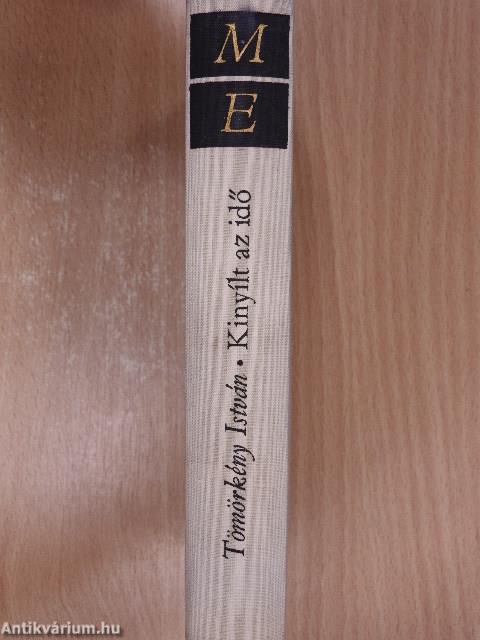 M
E
Tömörkény István • Kinyílt az idő
Antikvárium.hu